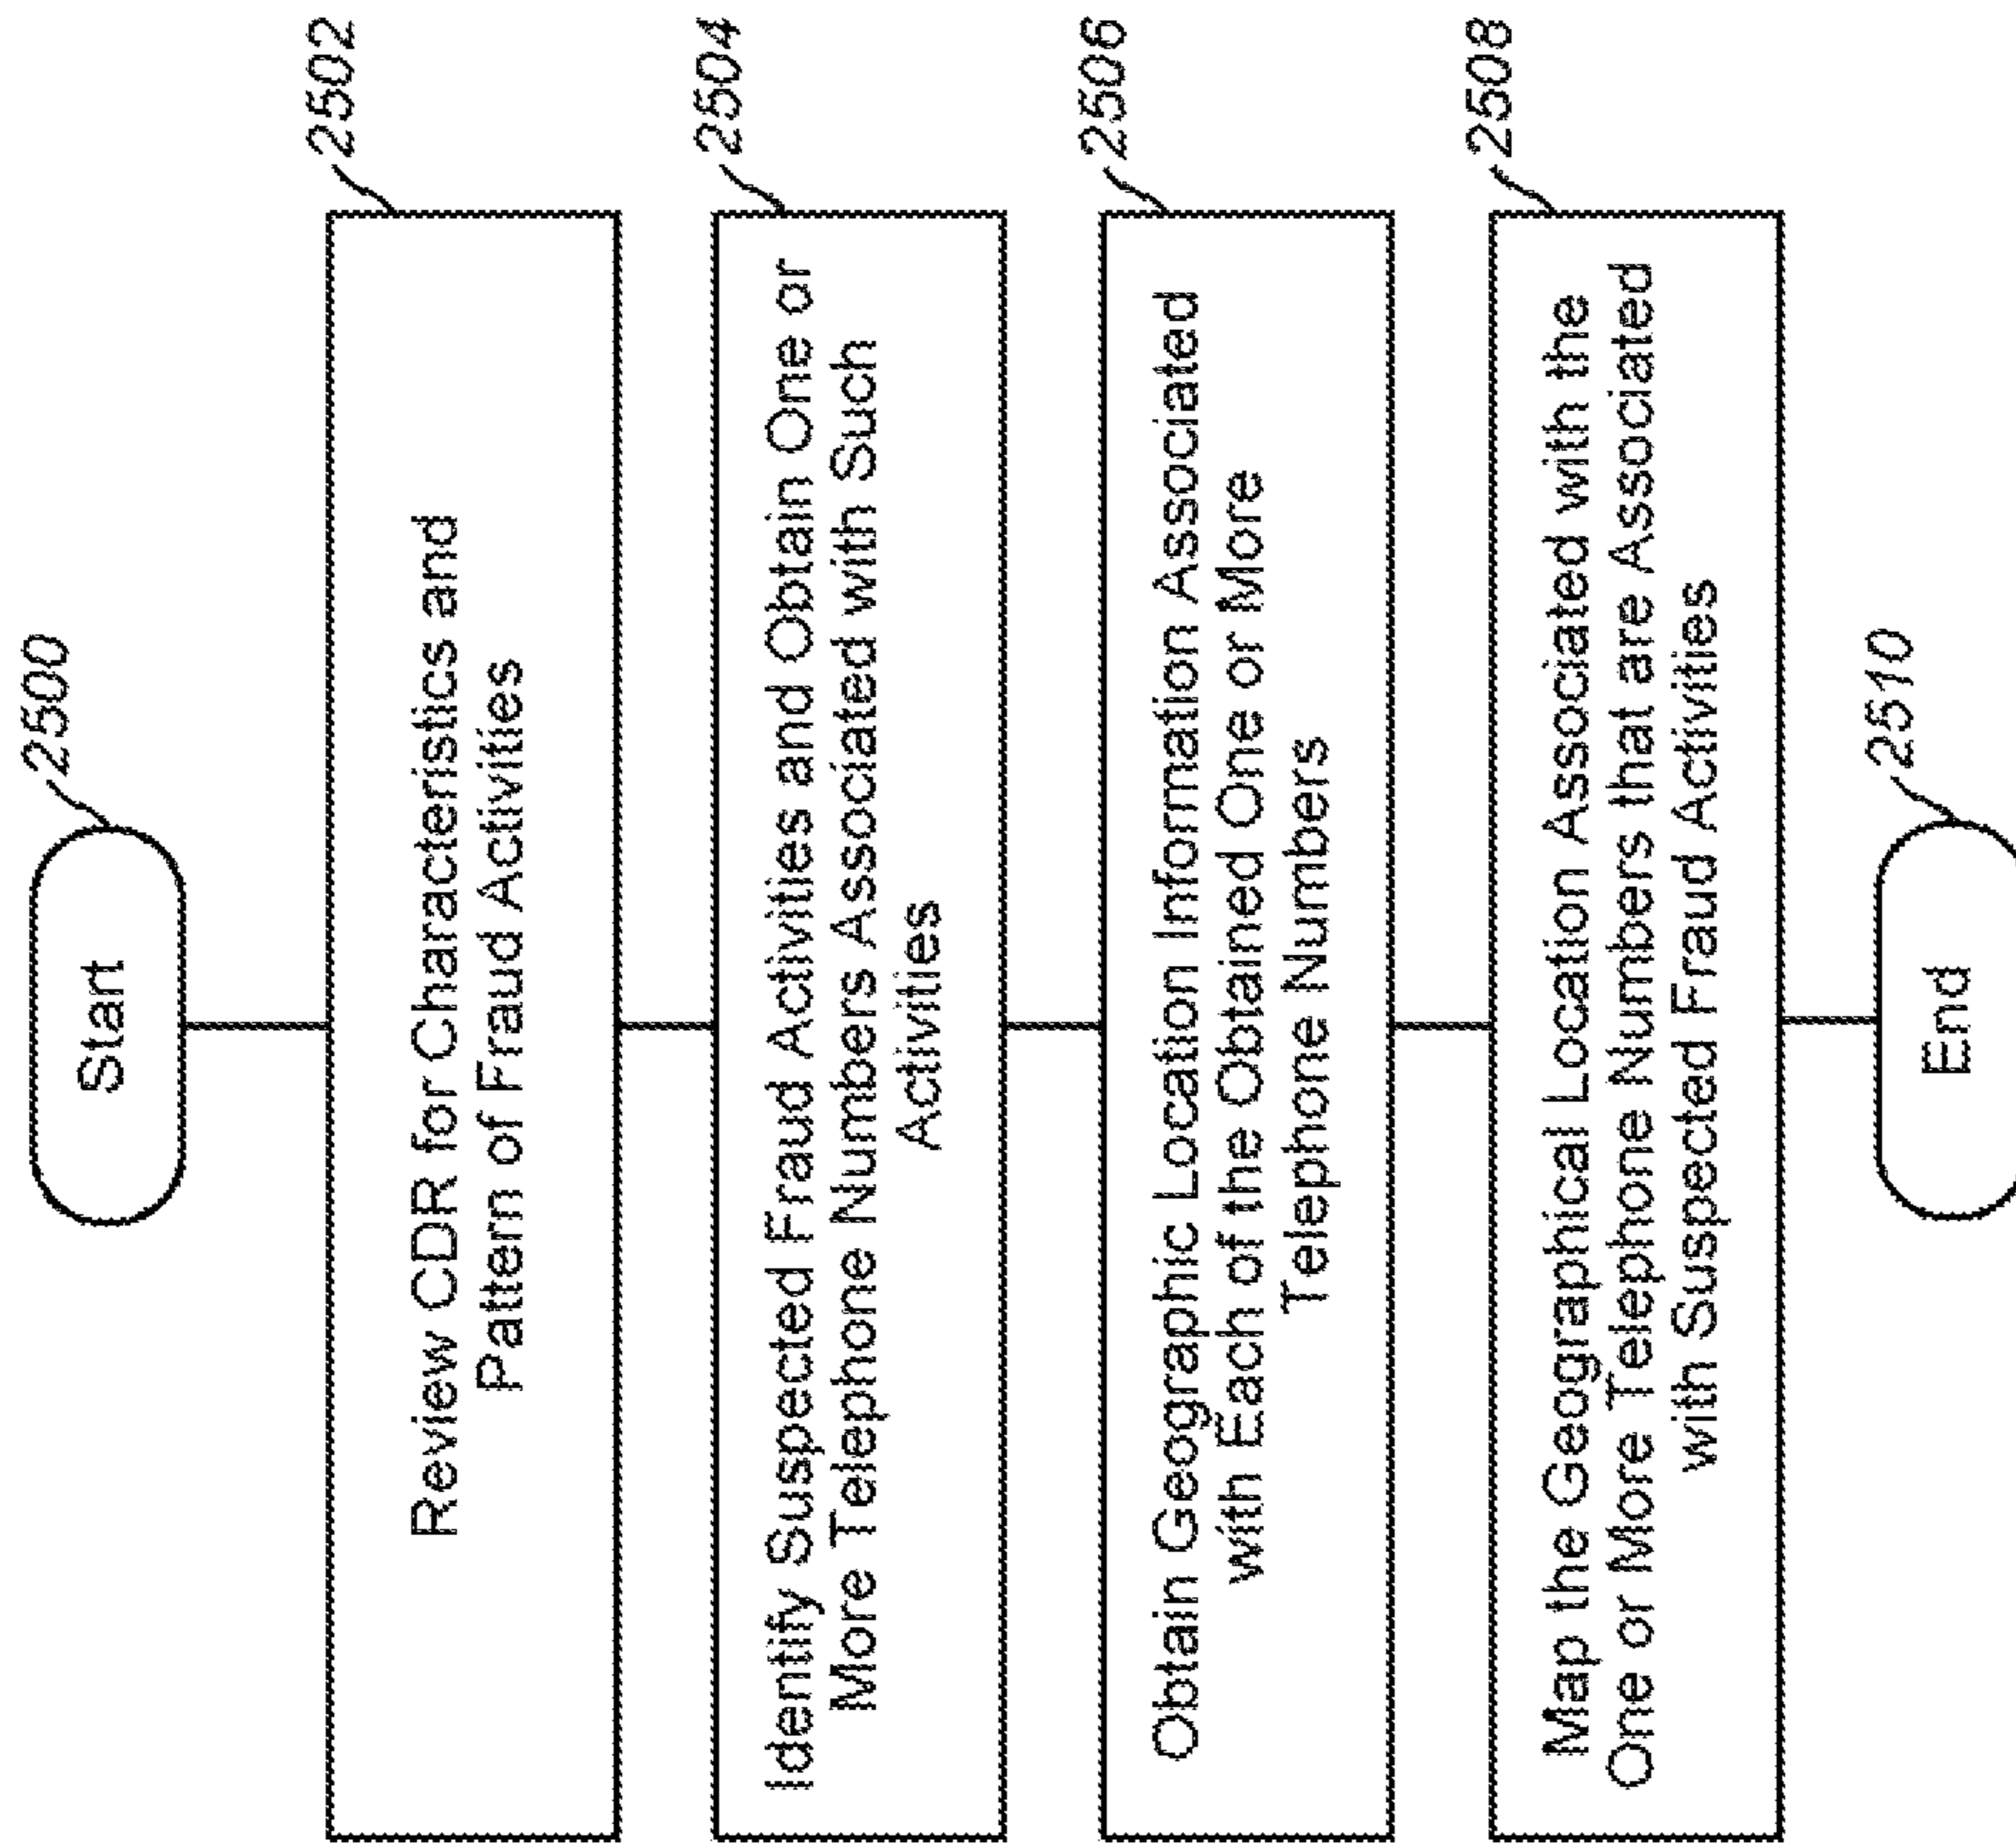 Start
2500
Review CDR for Characteristics and
Pattern of Fraud Activities
2502
Identify Suspected Fraud Activities and Obtain One or
More Telephone Numbers Associated with Such
Activities
2504
Obtain Geographic Location Information Associated
with Each of the Obtained One or More
Telephone Numbers
2506
Map the Geographical Location Associated with the
One or More Telephone Numbers that are Associated
with Suspected Fraud Activities
2508
End
2510